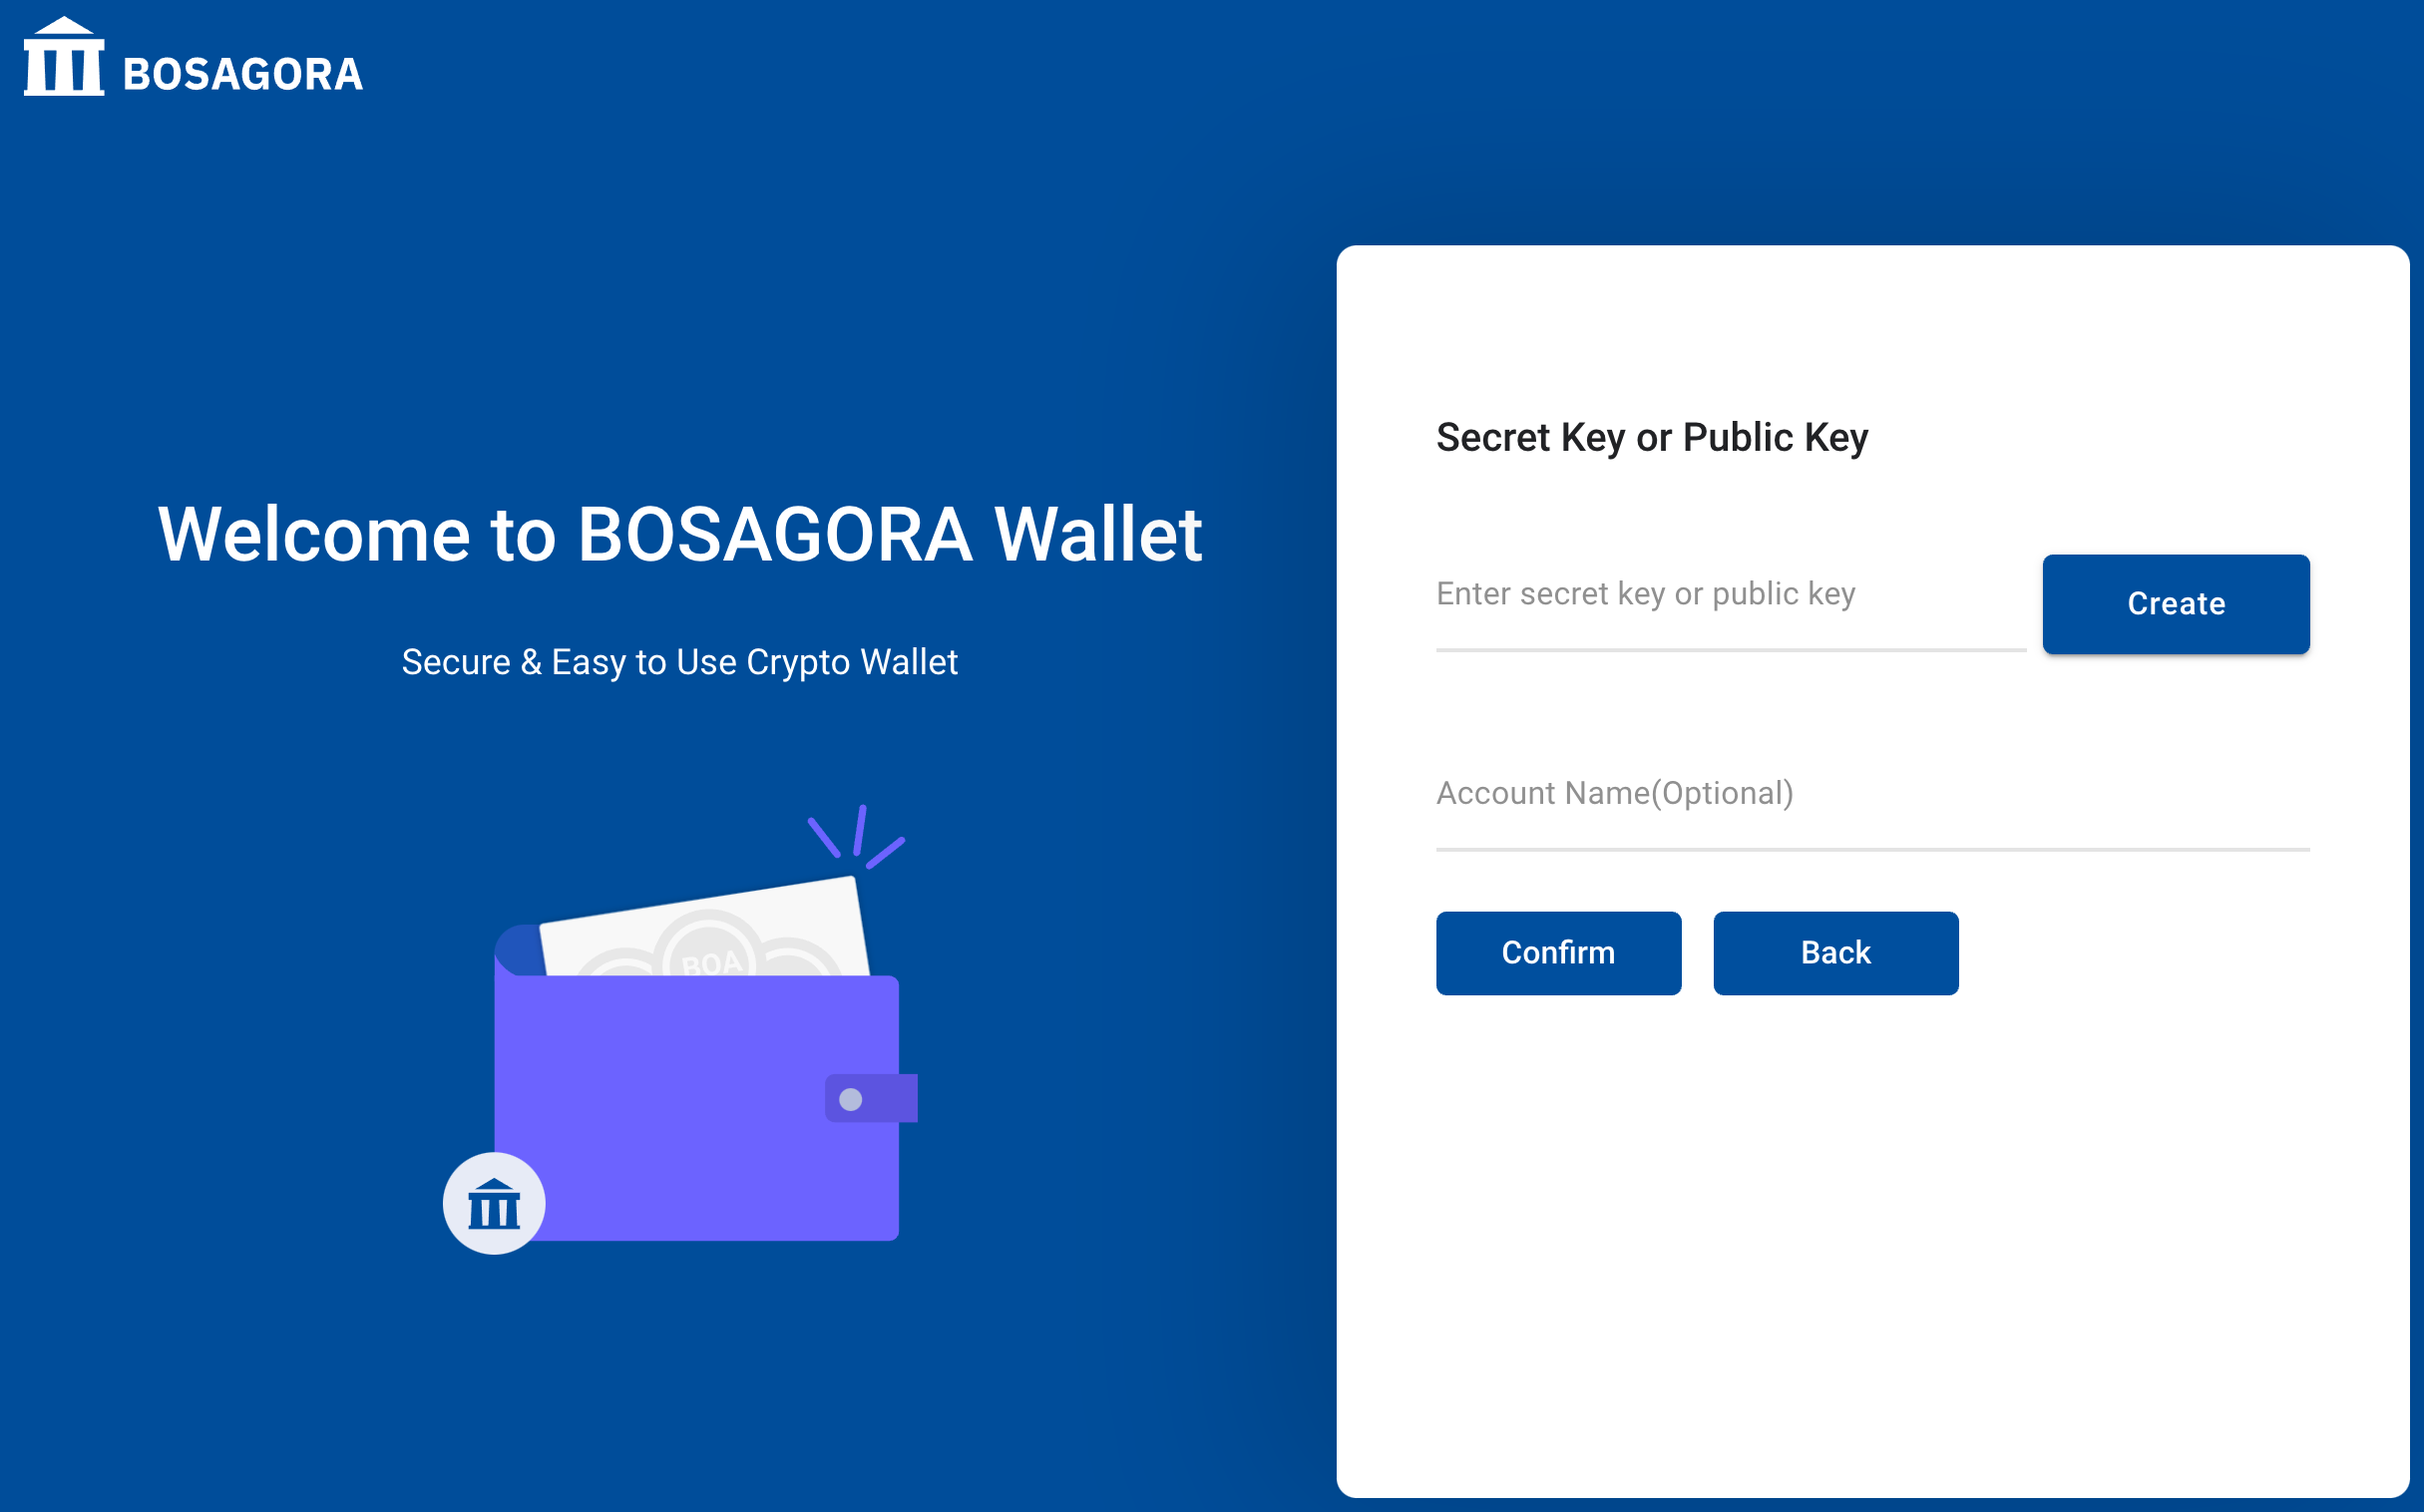 BOSAGORA
Welcome to BOSAGORA Wallet
Secure & Easy to Use Crypto Wallet
BOA
Secret Key or Public Key
Enter secret key or public key
Create
Account Name(Optional)
Confirm
Back